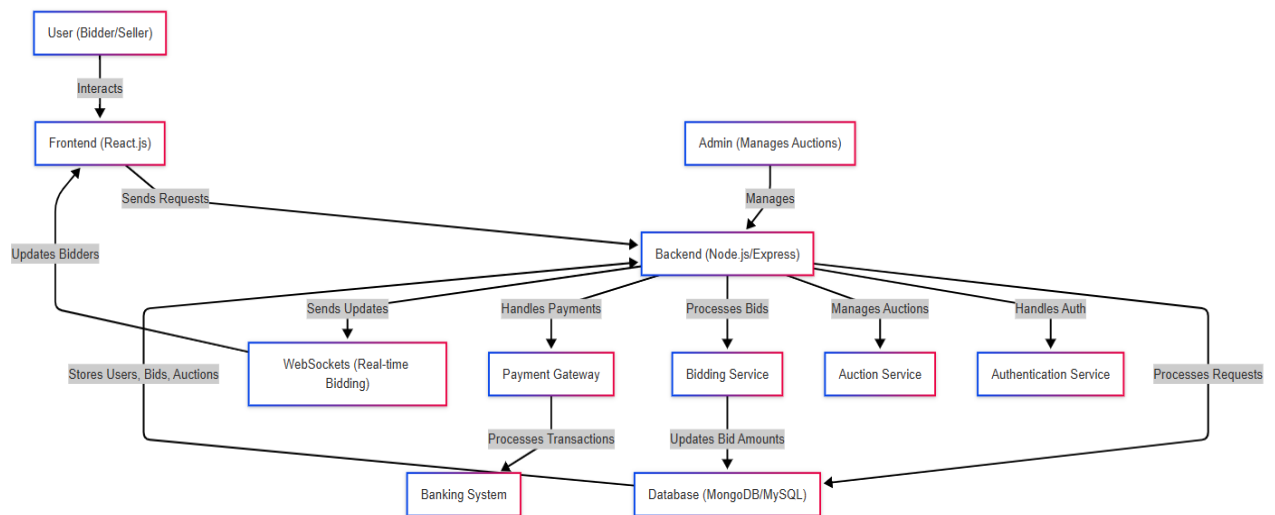 User (Bidder/Seller)
Interacts
Frontend (React.js)
Admin (Manages Auctions)
Sends Requests
Manages
Updates Bidders
Backend (Node.js/Express)
Sends Updates
Handles Payments
Processes Bids
Manages Auctions
Handles Auth
WebSockets (Real-time
Bidding)
Payment Gateway
Bidding Service
Auction Service
Authentication Service
Stores Users, Bids, Auctions
Processes Requests
Processes Transactions
Updates Bid Amounts
Banking System
Database (MongoDB/MySQL)